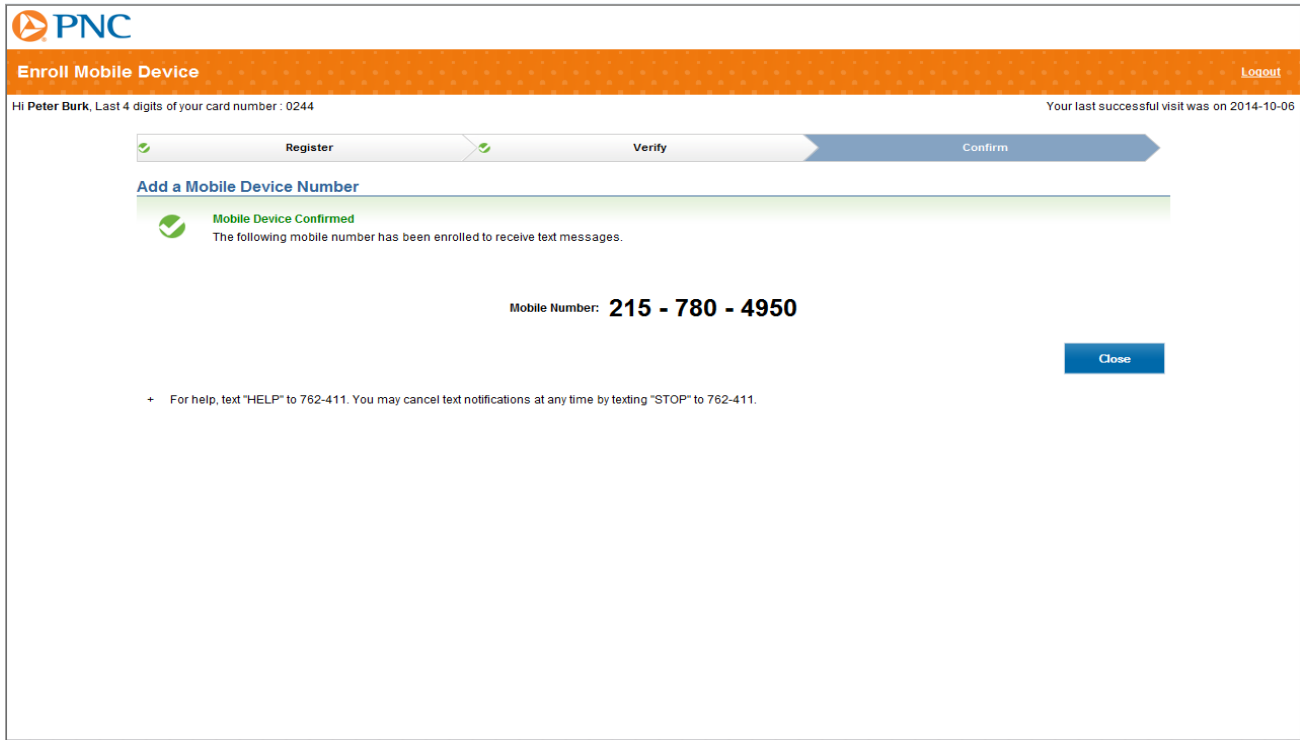 PNC
Enroll Mobile Device
Logout
Hi Peter Burk, Last 4 digits of your card number : 0244
Your last successful visit was on 2014-10-06
Register
Verify
Confirm
Add a Mobile Device Number
Mobile Device Confirmed
The following mobile number has been enrolled to receive text messages.
Mobile Number: 215 - 780 - 4950
Close
+ For help, text "HELP" to 762-411. You may cancel text notifications at any time by texting "STOP" to 762-411.